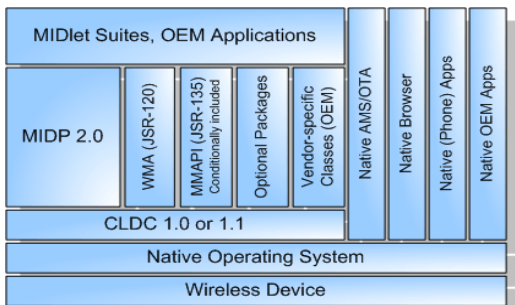 MIDlet Suites, OEM Applications
MIDP 2.0
WMA (JSR-120)
MMAPI (JSR-135)
Conditionally included
Optional Packages
Vendor-specific
Classes (OEM)
Native AMS/OTA
Native Browser
Native (Phone) Apps
Native OEM Apps
CLDC 1.0 or 1.1
Native Operating System
Wireless Device